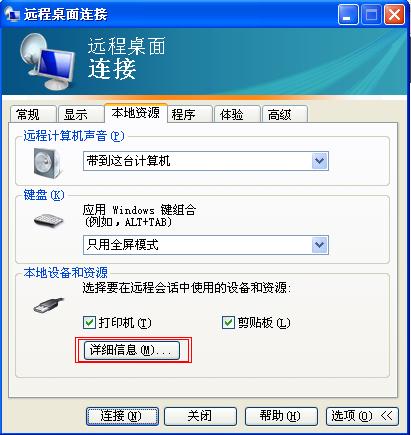 远程桌面连接
远程桌面
连接
常规 显示 本地资源 程序 体验 高级
远程计算机声音(P)
带到这台计算机
键盘(K)
应用 Windows 键组合
(例如，ALT+TAB)
只用全屏模式
本地设备和资源
选择要在远程会话中使用的设备和资源:
打印机(T) 剪贴板(L)
详细信息(M)...
连接(N) 关闭 帮助(H) 选项(O) <<